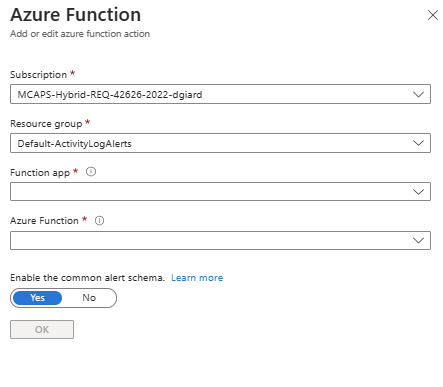 Azure Function
Add or edit azure function action
Subscription *
MCAPS-Hybrid-REQ-42626-2022-dgiard
Resource group *
Default-ActivityLogAlerts
Function app *
Azure Function *
Enable the common alert schema. Learn more
Yes No
OK